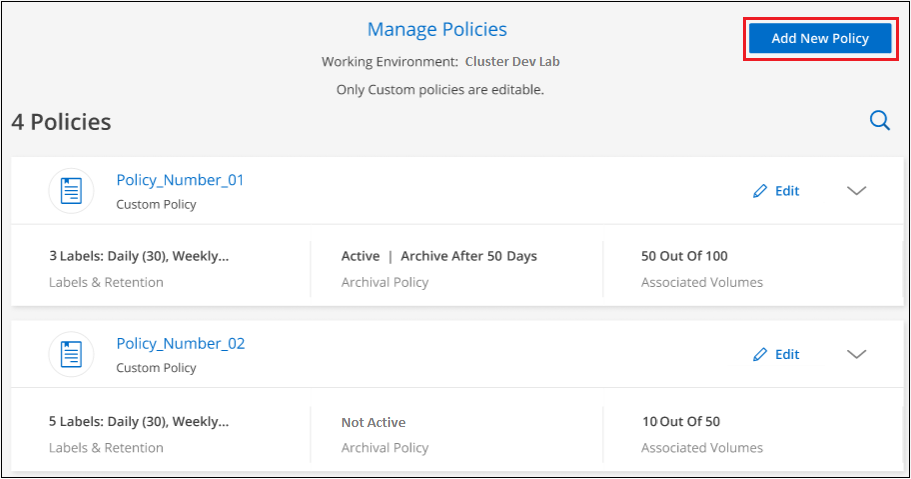 Manage Policies
Add New Policy
Working Environment: Cluster Dev Lab
Only Custom policies are editable.
4 Policies
Policy_Number_01
Edit
Custom Policy
3 Labels: Daily (30), Weekly...
Active | Archive After 50 Days
50 Out Of 100
Labels & Retention
Archival Policy
Associated Volumes
Policy_Number_02
Edit
Custom Policy
5 Labels: Daily (30), Weekly...
Not Active
10 Out Of 50
Labels & Retention
Archival Policy
Associated Volumes